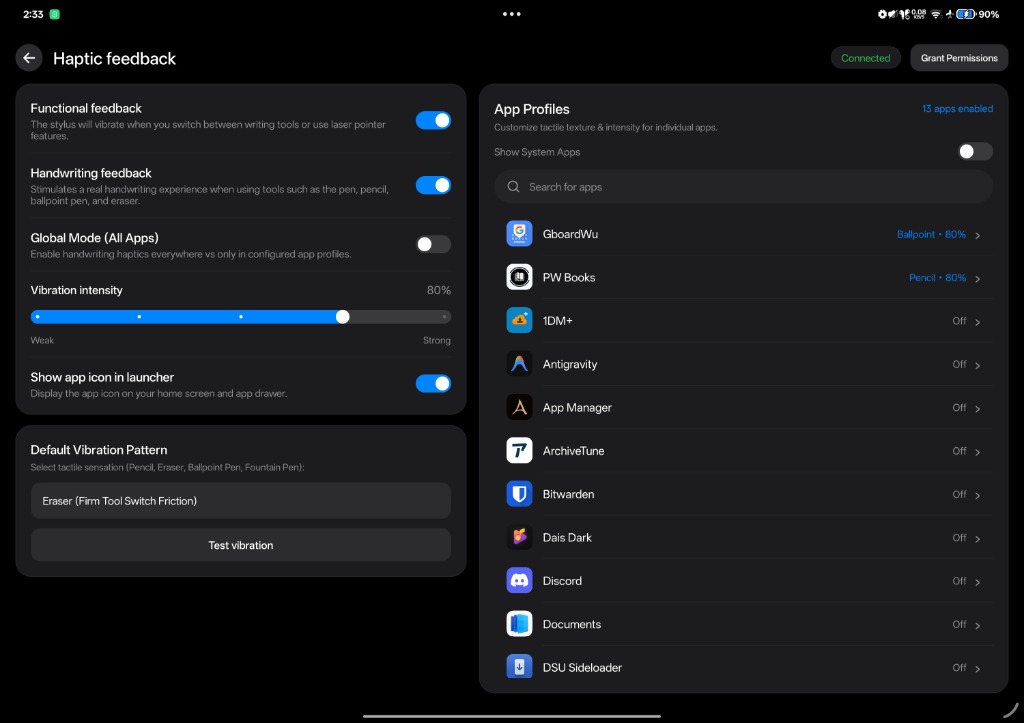 2:33
0.08
KB/S
90%
Haptic feedback
Connected
Grant Permissions
Functional feedback
The stylus will vibrate when you switch between writing tools or use laser pointer
features.
Handwriting feedback
Stimulates a real handwriting experience when using tools such as the pen, pencil,
ballpoint pen, and eraser.
Global Mode (All Apps)
Enable handwriting haptics everywhere vs only in configured app profiles.
Vibration intensity
80%
Weak
Strong
Show app icon in launcher
Display the app icon on your home screen and app drawer.
Default Vibration Pattern
Select tactile sensation (Pencil, Eraser, Ballpoint Pen, Fountain Pen):
Eraser (Firm Tool Switch Friction)
Test vibration
App Profiles
13 apps enabled
Customize tactile texture & intensity for individual apps.
Show System Apps
Search for apps
GboardWu
Ballpoint • 80%
PW Books
Pencil • 80%
1DM+
Off
Antigravity
Off
App Manager
Off
ArchiveTune
Off
Bitwarden
Off
Dais Dark
Off
Discord
Off
Documents
Off
DSU Sideloader
Off